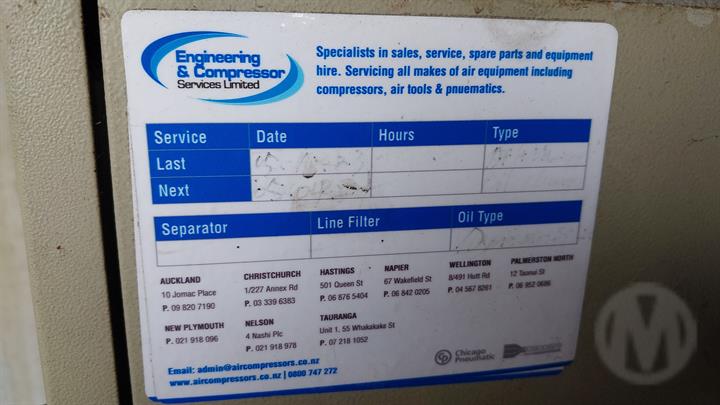 Engineering
& Compressor
Services Limited
Specialists in sales, service, spare parts and equipment
hire. Servicing all makes of air equipment including
compressors, air tools & pnuematics.
Service Date Hours Type
Last
Next
Separator Line Filter Oil Type
AUCKLAND
10 Jomac Place
P. 09 820 7190
CHRISTCHURCH
1/227 Annex Rd
P. 03 339 6383
HASTINGS
501 Queen St
P. 06 876 5404
NAPIER
67 Wakefield St
P. 06 842 0205
WELLINGTON
8/491 Hutt Rd
P. 04 567 8261
PALMERSTON NORTH
12 Taonui St
P. 06 952 0686
NEW PLYMOUTH
P. 021 918 096
NELSON
4 Nashi Plc
P. 021 918 978
TAURANGA
Unit 1, 55 Whakakake St
P. 07 218 1052
Email: admin@aircompressors.co.nz
www.aircompressors.co.nz | 0800 747 272
CP Chicago
Pneumatic
M